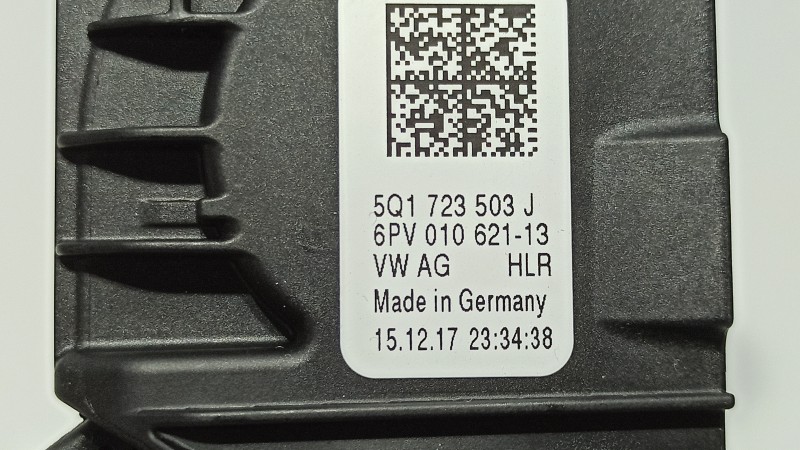 5Q1 723 503 J
6PV 010 621-13
VW AG HLR
Made in Germany
15.12.17 23:34:38